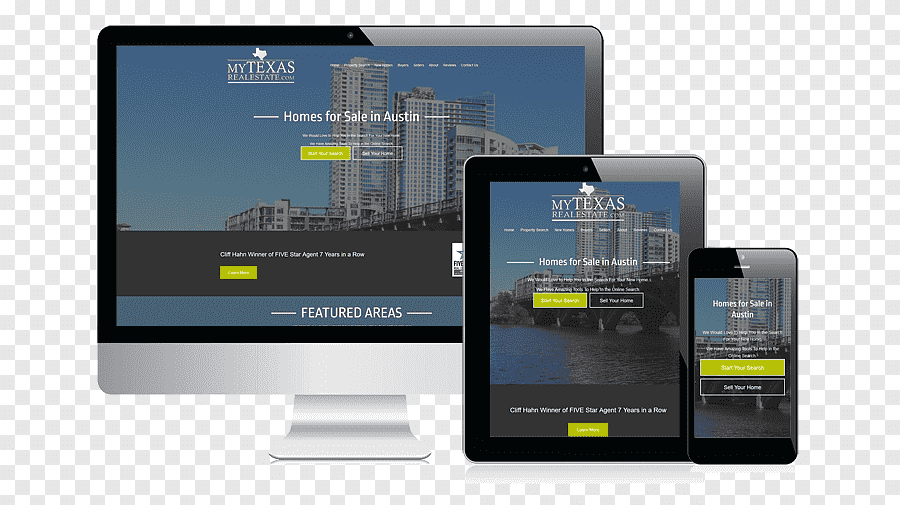 MYTEXAS
REALESTATE.COM
Home Property Search New Homes Buyers Sellers About Reviews Contact Us
Homes for Sale in Austin
We Would Love to Help You in the Search For Your New Home.
We Have Amazing Tools To Help In the Online Search.
Start Your Search Sell Your Home
Cliff Hahn Winner of FIVE Star Agent 7 Years in a Row
Learn More
FIVE
FEATURED AREAS
MYTEXAS
REALESTATE.COM
Home Property Search New Homes Buyers Sellers About Reviews Contact Us
Homes for Sale in Austin
We Would Love to Help You in the Search For Your New Home.
We Have Amazing Tools To Help In the Online Search.
Start Your Search Sell Your Home
Cliff Hahn Winner of FIVE Star Agent 7 Years in a Row
Learn More
Homes for Sale in
Austin
We Would Love to Help You in the Search
For Your New Home.
We Have Amazing Tools To Help In the
Online Search.
Start Your Search
Sell Your Home